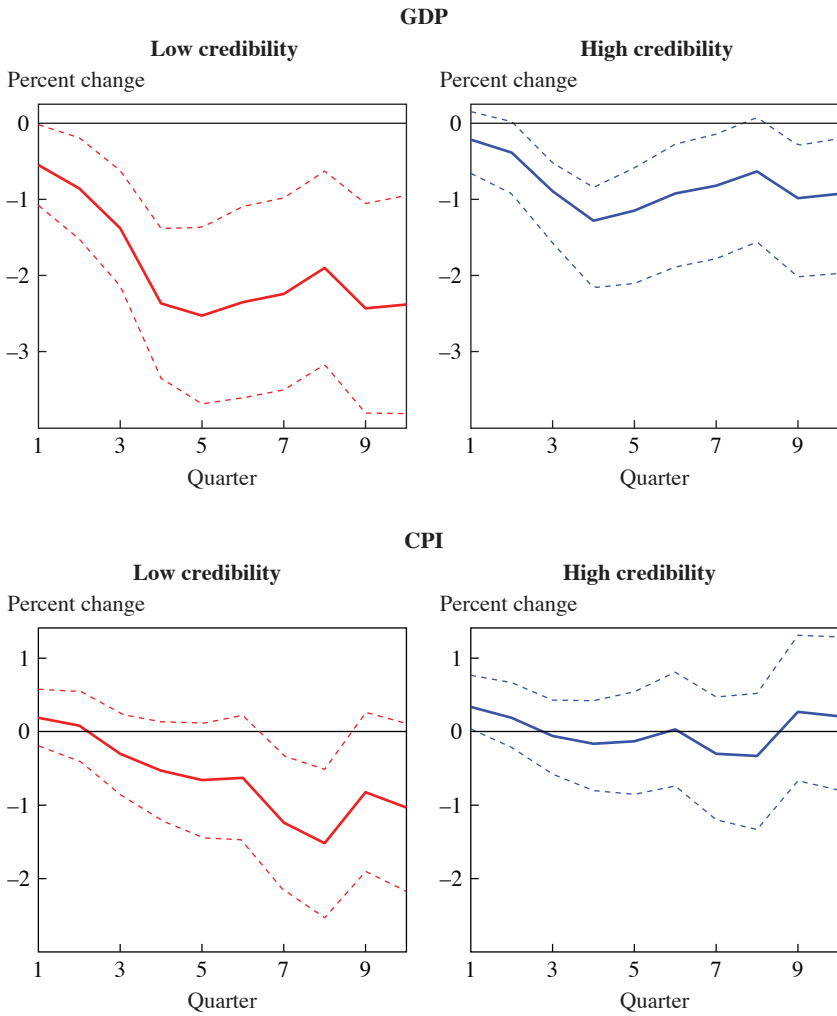 GDP
Low credibility
High credibility
Percent change
Percent change
0
0
–1
–1
–2
–2
–3
–3
1 3 5 7 9
1 3 5 7 9
Quarter
Quarter
CPI
Low credibility
High credibility
Percent change
Percent change
1
1
0
0
–1
–1
–2
–2
1 3 5 7 9
1 3 5 7 9
Quarter
Quarter